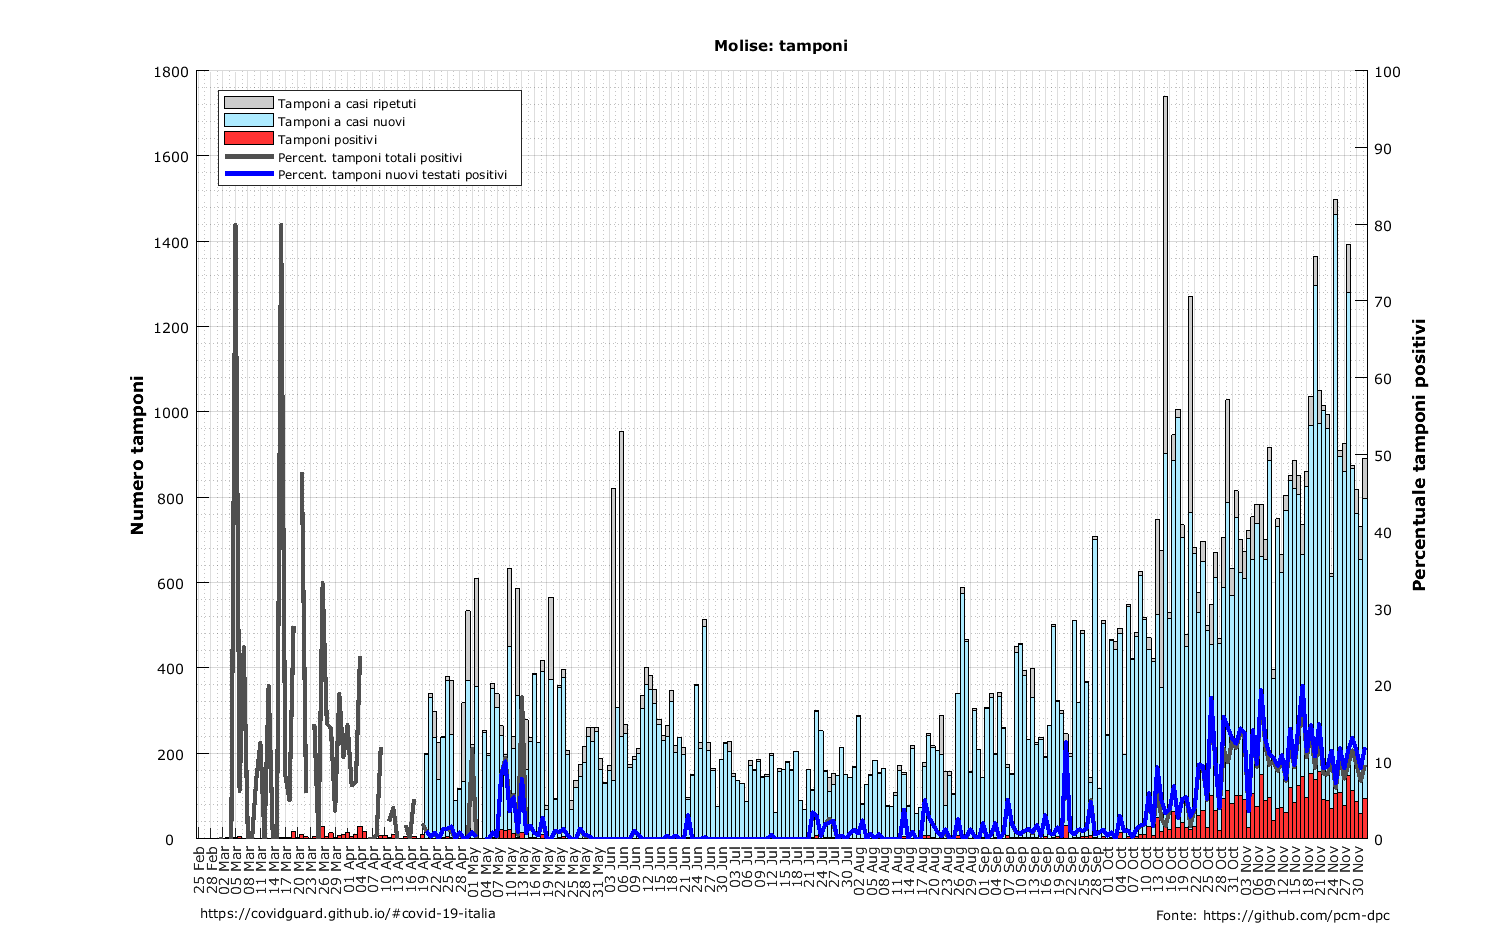 Molise: tamponi
1800
1600
1400
1200
1000
800
600
400
200
0
Numero tamponi
Tamponi a casi ripetuti
Tamponi a casi nuovi
Tamponi positivi
Percent. tamponi totali positivi
Percent. tamponi nuovi testati positivi
100
90
80
70
60
50
40
30
20
10
0
Percentuale tamponi positivi
25 Feb
28 Feb
02 Mar
05 Mar
08 Mar
11 Mar
14 Mar
17 Mar
20 Mar
23 Mar
26 Mar
29 Mar
01 Apr
04 Apr
07 Apr
10 Apr
13 Apr
16 Apr
19 Apr
22 Apr
25 Apr
28 Apr
01 May
04 May
07 May
10 May
13 May
16 May
19 May
22 May
25 May
28 May
31 May
03 Jun
06 Jun
09 Jun
12 Jun
15 Jun
18 Jun
21 Jun
24 Jun
27 Jun
30 Jun
03 Jul
06 Jul
09 Jul
12 Jul
15 Jul
18 Jul
21 Jul
24 Jul
27 Jul
30 Jul
02 Aug
05 Aug
08 Aug
11 Aug
14 Aug
17 Aug
20 Aug
23 Aug
26 Aug
29 Aug
01 Sep
04 Sep
07 Sep
10 Sep
13 Sep
16 Sep
19 Sep
22 Sep
25 Sep
28 Sep
01 Oct
04 Oct
07 Oct
10 Oct
13 Oct
16 Oct
19 Oct
22 Oct
25 Oct
28 Oct
31 Oct
03 Nov
06 Nov
09 Nov
12 Nov
15 Nov
18 Nov
21 Nov
24 Nov
27 Nov
30 Nov
https://covidguard.github.io/#covid-19-italia
Fonte: https://github.com/pcm-dpc